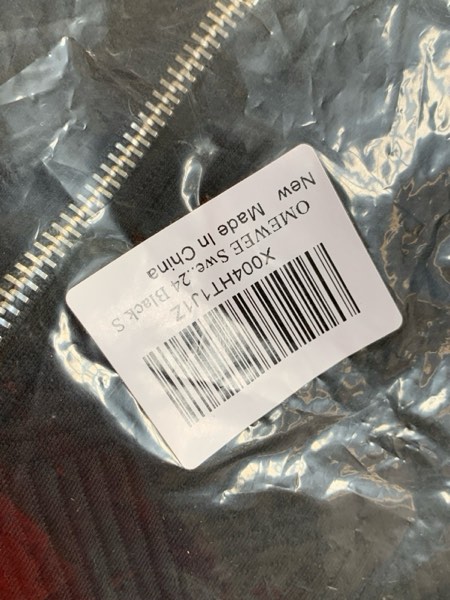 X004HT1J1Z
OMEWEE Swe..24 Black S
New
Made In China